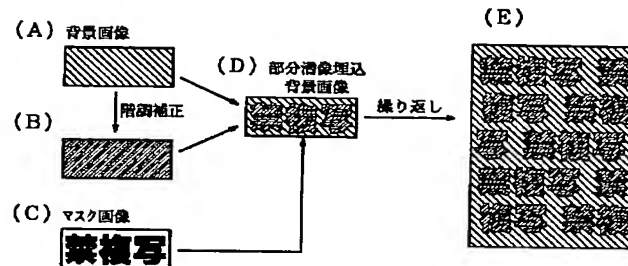 (A) 背景画像
階調補正
(B)
(C) マスク画像
禁複写
(D) 部分潜像埋込
背景画像
繰り返し
(E)